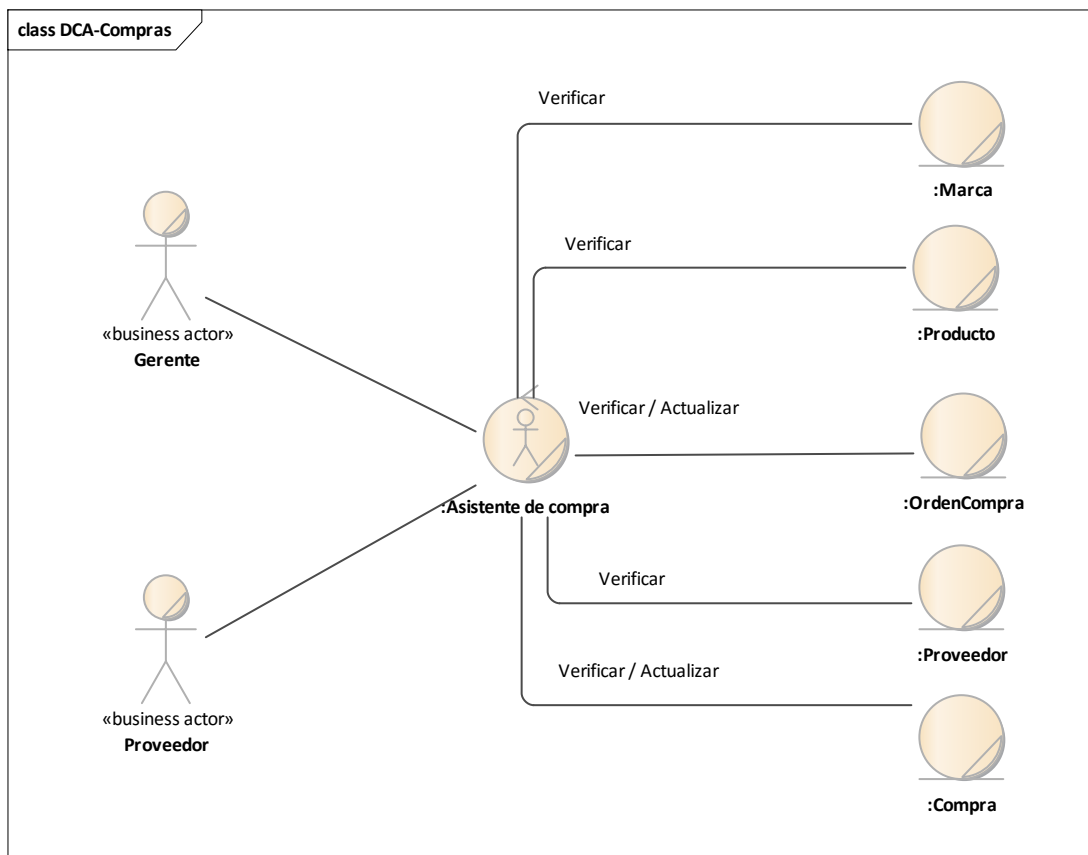 class DCA-Compras
Verificar
:Marca
Verificar
:Producto
«business actor»
Gerente
Verificar / Actualizar
:Asistente de compra
:OrdenCompra
Verificar
:Proveedor
Verificar / Actualizar
«business actor»
Proveedor
:Compra